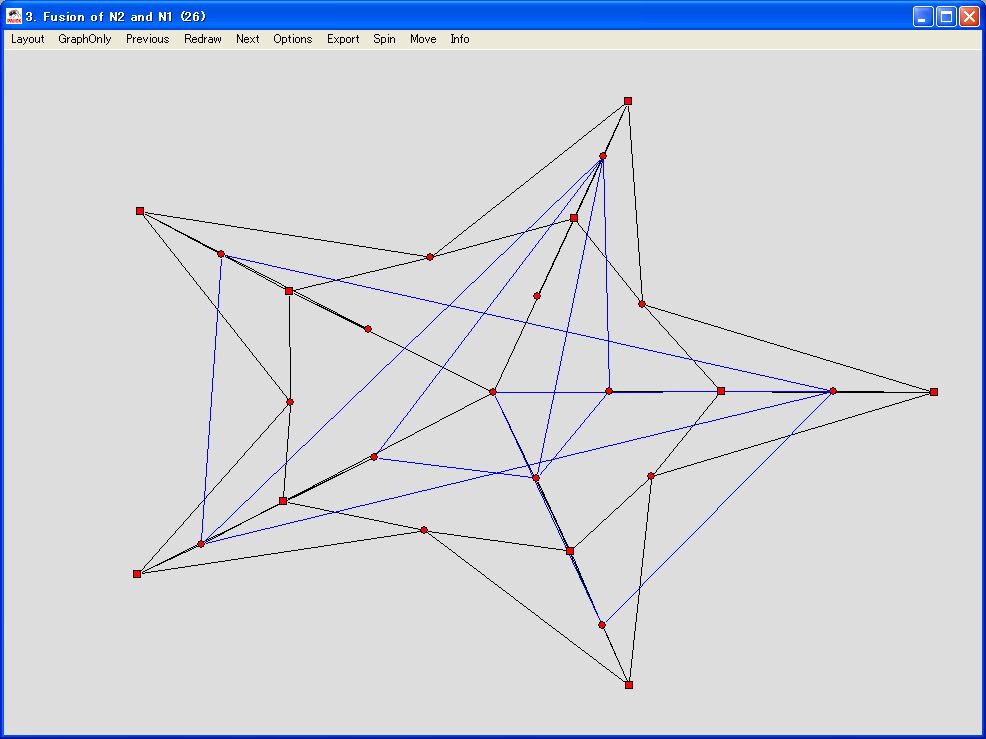 3. Fusion of N2 and N1 (26)
Layout GraphOnly Previous Redraw Next Options Export Spin Move Info